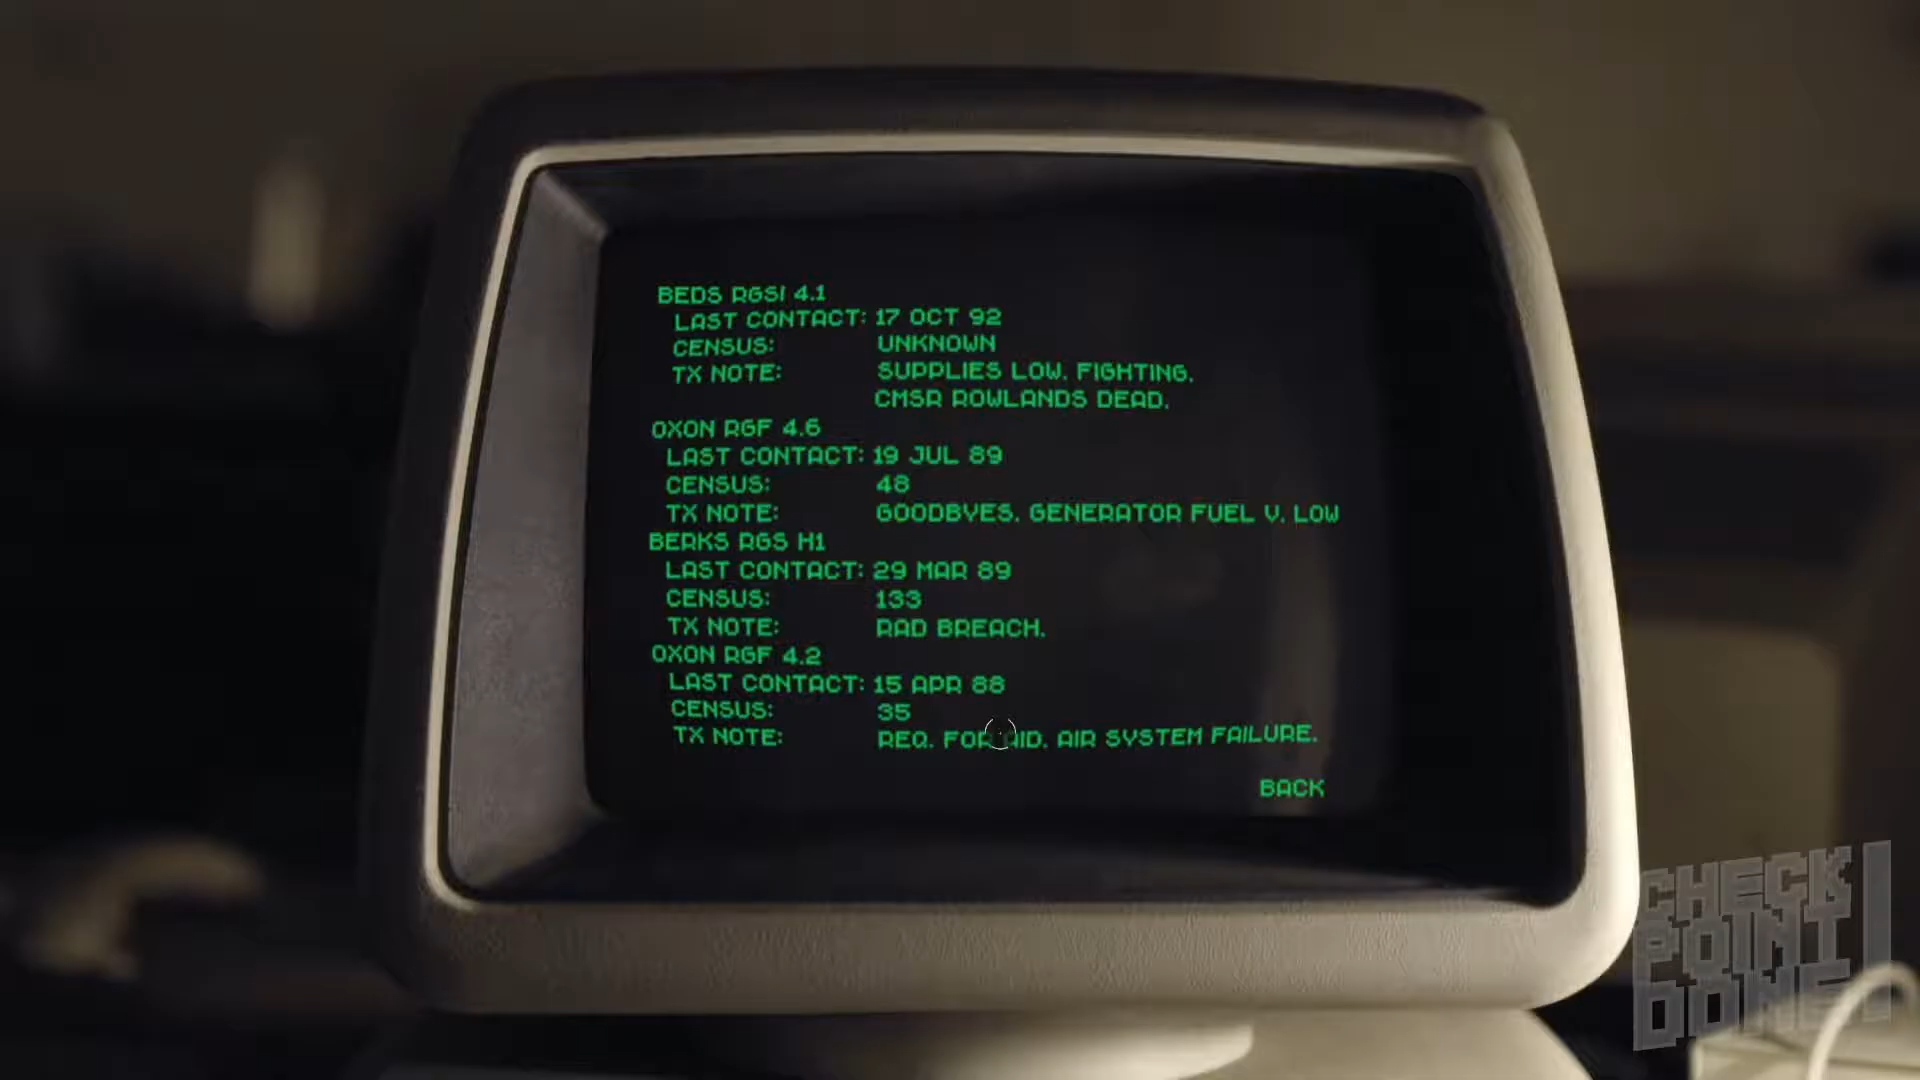 BEDS RGS! 4.1
LAST CONTACT: 17 OCT 92
CENSUS: UNKNOWN
TX NOTE: SUPPLIES LOW. FIGHTING.
CMSR ROWLANDS DEAD.
OXON RGF 4.6
LAST CONTACT: 19 JUL 89
CENSUS: 48
TX NOTE: GOODBYES. GENERATOR FUEL V. LOW
BERKS RGS H1
LAST CONTACT: 29 MAR 89
CENSUS: 133
TX NOTE: RAD BREACH.
OXON RGF 4.2
LAST CONTACT: 15 APR 88
CENSUS: 35
TX NOTE: REQ. FOR AID. AIR SYSTEM FAILURE.
BACK
CHECK
POINT
DONE!